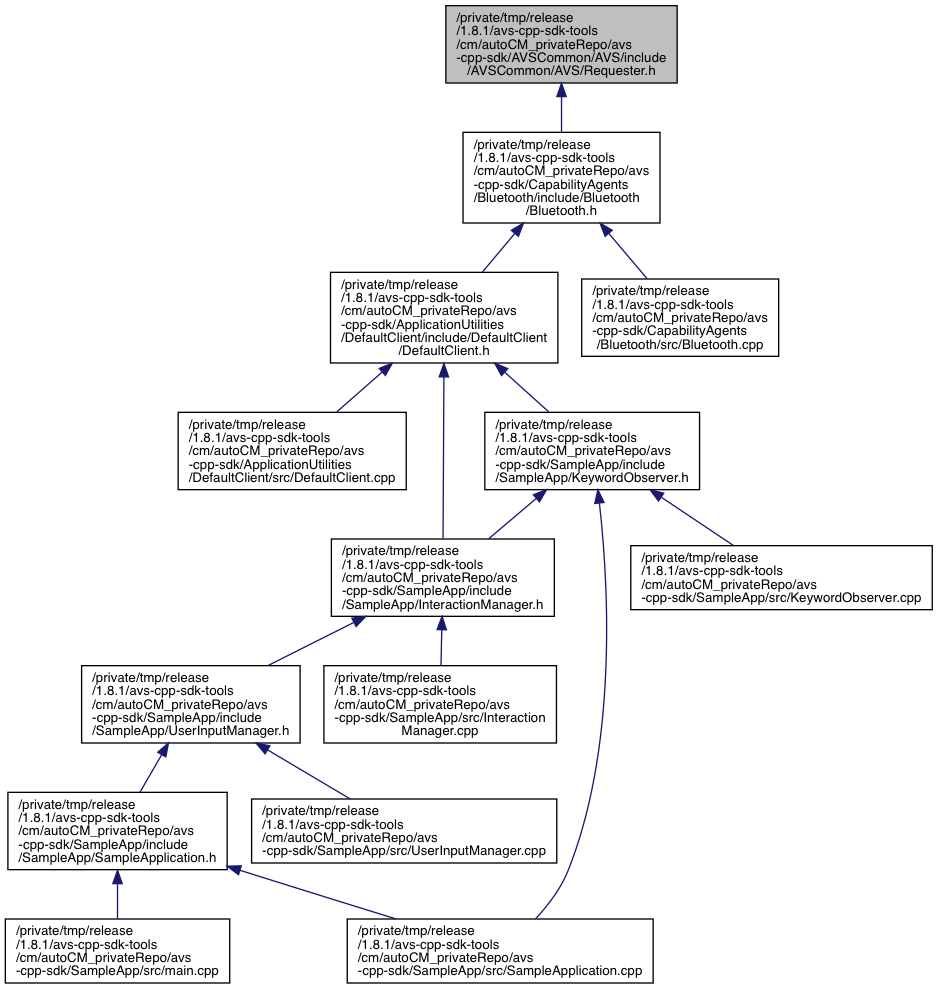 /private/tmp/release
/1.8.1/avs-cpp-sdk-tools
/cm/autoCM_privateRepo/avs
-cpp-sdk/AVSCommon/AVS/include
/AVSCommon/AVS/Requester.h
/private/tmp/release
/1.8.1/avs-cpp-sdk-tools
/cm/autoCM_privateRepo/avs
-cpp-sdk/CapabilityAgents
/Bluetooth/include/Bluetooth
/Bluetooth.h
/private/tmp/release
/1.8.1/avs-cpp-sdk-tools
/cm/autoCM_privateRepo/avs
-cpp-sdk/ApplicationUtilities
/DefaultClient/include/DefaultClient
/DefaultClient.h
/private/tmp/release
/1.8.1/avs-cpp-sdk-tools
/cm/autoCM_privateRepo/avs
-cpp-sdk/CapabilityAgents
/Bluetooth/src/Bluetooth.cpp
/private/tmp/release
/1.8.1/avs-cpp-sdk-tools
/cm/autoCM_privateRepo/avs
-cpp-sdk/ApplicationUtilities
/DefaultClient/src/DefaultClient.cpp
/private/tmp/release
/1.8.1/avs-cpp-sdk-tools
/cm/autoCM_privateRepo/avs
-cpp-sdk/SampleApp/include
/SampleApp/KeywordObserver.h
/private/tmp/release
/1.8.1/avs-cpp-sdk-tools
/cm/autoCM_privateRepo/avs
-cpp-sdk/SampleApp/include
/SampleApp/InteractionManager.h
/private/tmp/release
/1.8.1/avs-cpp-sdk-tools
/cm/autoCM_privateRepo/avs
-cpp-sdk/SampleApp/src/KeywordObserver.cpp
/private/tmp/release
/1.8.1/avs-cpp-sdk-tools
/cm/autoCM_privateRepo/avs
-cpp-sdk/SampleApp/include
/SampleApp/UserInputManager.h
/private/tmp/release
/1.8.1/avs-cpp-sdk-tools
/cm/autoCM_privateRepo/avs
-cpp-sdk/SampleApp/src/Interaction
Manager.cpp
/private/tmp/release
/1.8.1/avs-cpp-sdk-tools
/cm/autoCM_privateRepo/avs
-cpp-sdk/SampleApp/include
/SampleApp/SampleApplication.h
/private/tmp/release
/1.8.1/avs-cpp-sdk-tools
/cm/autoCM_privateRepo/avs
-cpp-sdk/SampleApp/src/UserInputManager.cpp
/private/tmp/release
/1.8.1/avs-cpp-sdk-tools
/cm/autoCM_privateRepo/avs
-cpp-sdk/SampleApp/src/main.cpp
/private/tmp/release
/1.8.1/avs-cpp-sdk-tools
/cm/autoCM_privateRepo/avs
-cpp-sdk/SampleApp/src/SampleApplication.cpp